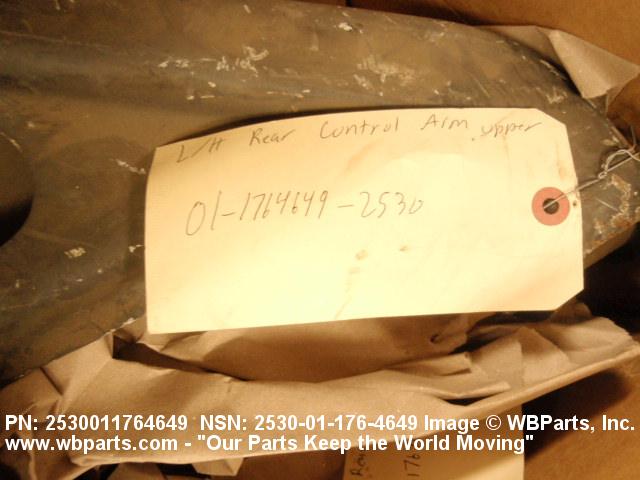 L/H Rear Control Arm upper
01-1764649-2530
PN: 2530011764649 NSN: 2530-01-176-4649 Image © WBParts, Inc.
www.wbparts.com - "Our Parts Keep the World Moving"
176